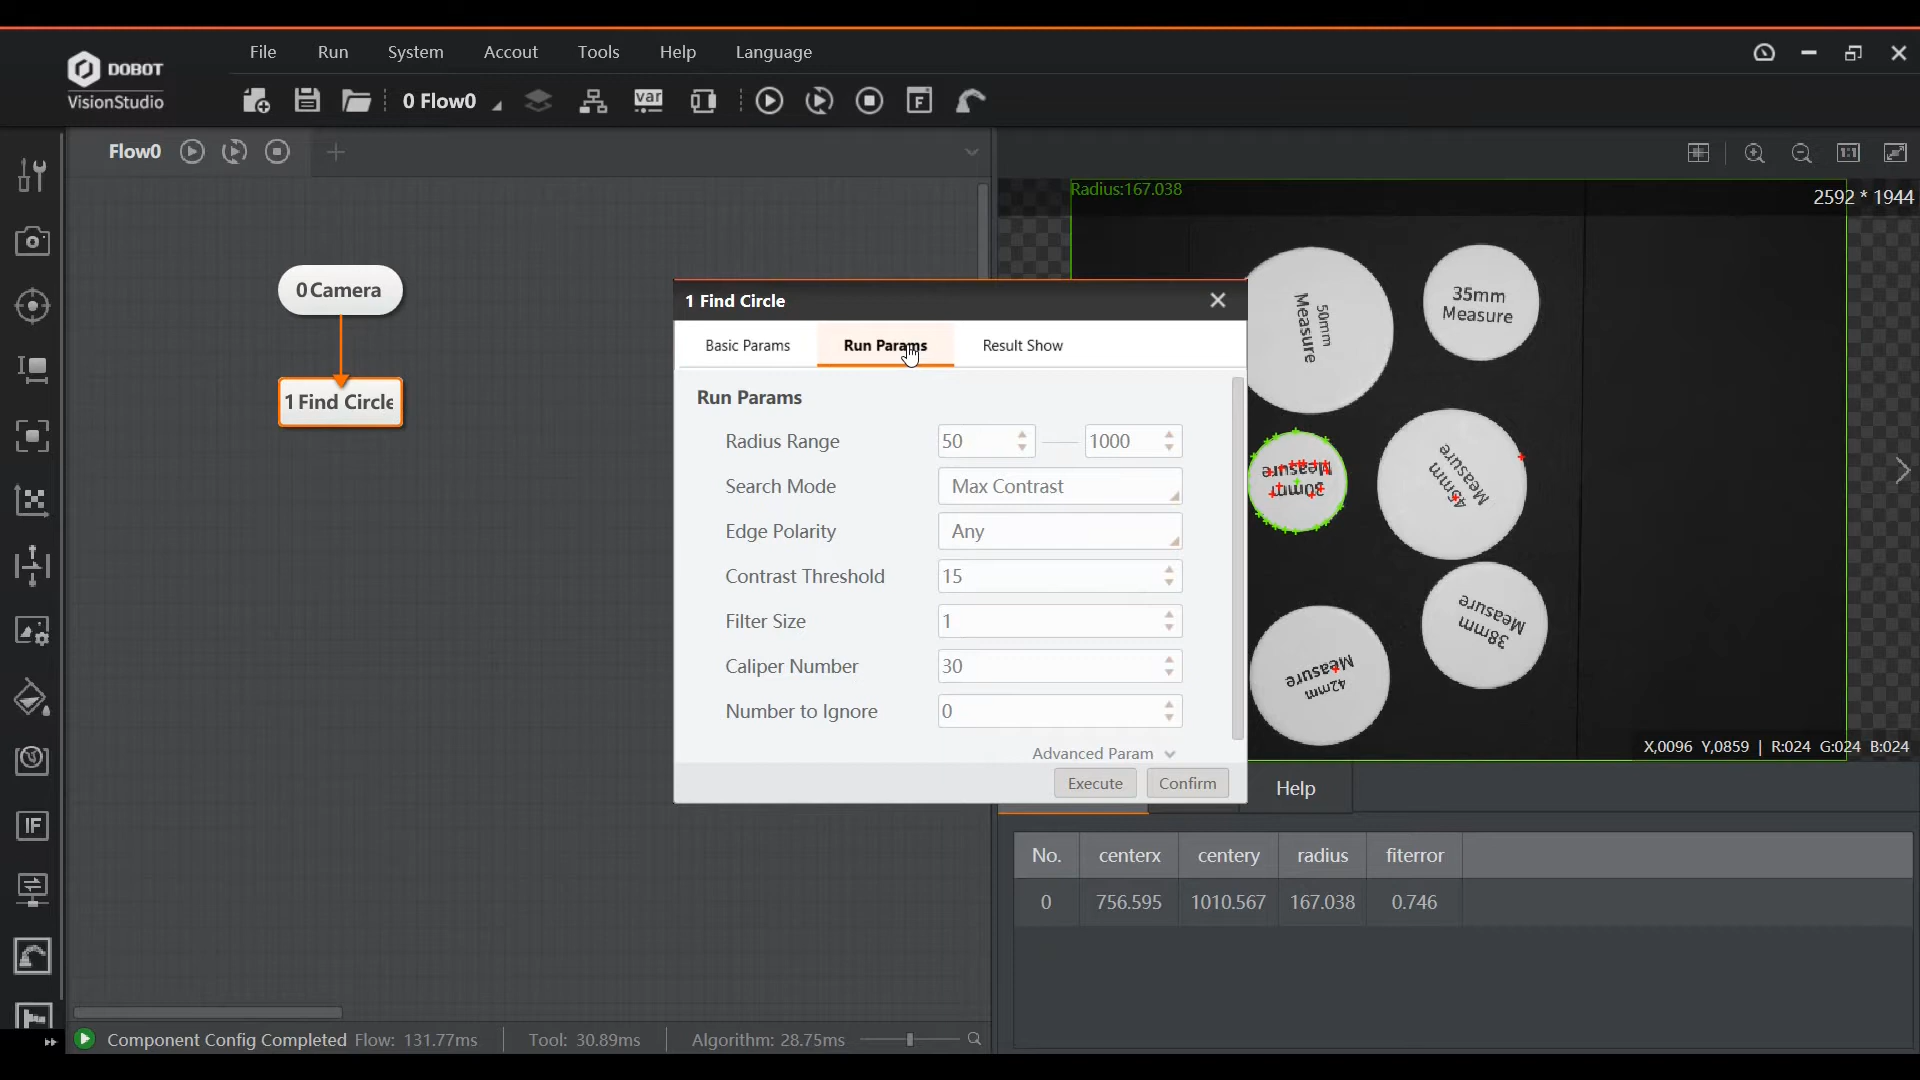 DOBOT
VisionStudio
File Run System Accout Tools Help Language
0 Flow0
var
F
Flow0
0 Camera
1 Find Circle
Radius:167.038
2592 * 1944
1:1
50mm
Measure
35mm
Measure
30mm
Measure
45mm
Measure
38mm
Measure
42mm
Measure
X,0096 Y,0859 | R:024 G:024 B:024
1 Find Circle
Basic Params Run Params Result Show
Run Params
Radius Range 50 1000
Search Mode Max Contrast
Edge Polarity Any
Contrast Threshold 15
Filter Size 1
Caliper Number 30
Number to Ignore 0
Advanced Param
Execute Confirm
Help
No. centerx centery radius fiterror
0 756.595 1010.567 167.038 0.746
IF
Component Config Completed Flow: 131.77ms Tool: 30.89ms Algorithm: 28.75ms